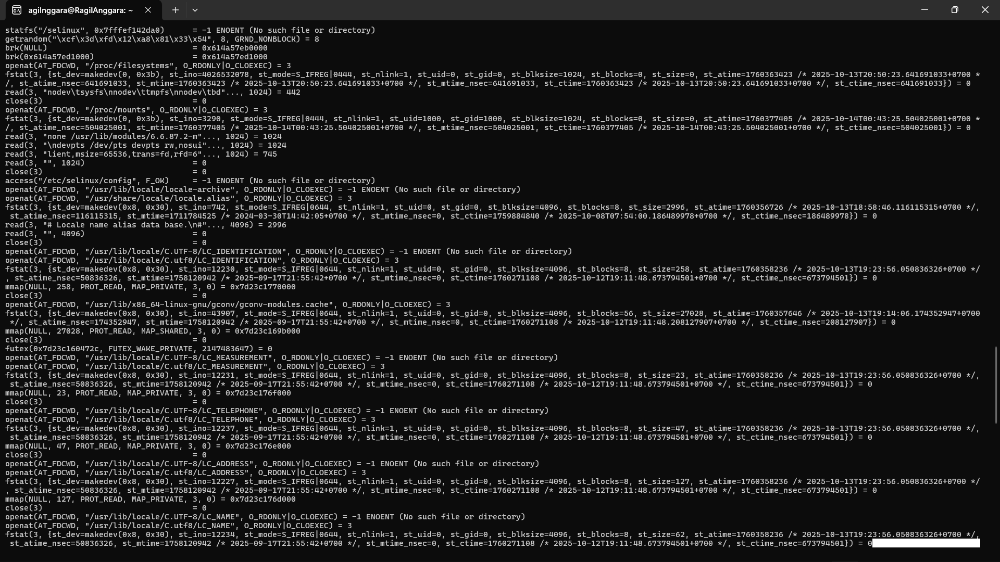 agilnggara@RagilAnggara: ~
statfs("/selinux", 0x7fffef142da0)      = -1 ENOENT (No such file or directory)
getrandom("\xcf\x3d\xfd\x12\xa8\x81\x33\x54", 8, GRND_NONBLOCK) = 8
brk(NULL)                               = 0x614a57eb0000
brk(0x614a57ed1000)                     = 0x614a57ed1000
openat(AT_FDCWD, "/proc/filesystems", O_RDONLY|O_CLOEXEC) = 3
fstat(3, {st_dev=makedev(0, 0x3b), st_ino=4026532078, st_mode=S_IFREG|0444, st_nlink=1, st_uid=0, st_gid=0, st_blksize=1024, st_blocks=0, st_size=0, st_atime=1760363423 /* 2025-10-13T20:50:23.641691033+0700 *
/, st_atime_nsec=641691033, st_mtime=1760363423 /* 2025-10-13T20:50:23.641691033+0700 */, st_mtime_nsec=641691033, st_ctime=1760363423 /* 2025-10-13T20:50:23.641691033+0700 */, st_ctime_nsec=641691033}) = 0
read(3, "nodev\tsysfs\nnodev\ttmpfs\nnodev\tbd"..., 1024) = 442
close(3)                                = 0
openat(AT_FDCWD, "/proc/mounts", O_RDONLY|O_CLOEXEC) = 3
fstat(3, {st_dev=makedev(0, 0x3b), st_ino=3290, st_mode=S_IFREG|0444, st_nlink=1, st_uid=1000, st_gid=1000, st_blksize=1024, st_blocks=0, st_size=0, st_atime=1760377405 /* 2025-10-14T00:43:25.504025001+0700 *
/, st_atime_nsec=504025001, st_mtime=1760377405 /* 2025-10-14T00:43:25.504025001+0700 */, st_mtime_nsec=504025001, st_ctime=1760377405 /* 2025-10-14T00:43:25.504025001+0700 */, st_ctime_nsec=504025001}) = 0
read(3, "none /usr/lib/modules/6.6.87.2-m"..., 1024) = 1024
read(3, "\ndevpts /dev/pts devpts rw,nosui"..., 1024) = 1024
read(3, "lient,msize=65536,trans=fd,rfd=6"..., 1024) = 745
read(3, "", 1024)                       = 0
close(3)                                = 0
access("/etc/selinux/config", F_OK)     = -1 ENOENT (No such file or directory)
openat(AT_FDCWD, "/usr/lib/locale/locale-archive", O_RDONLY|O_CLOEXEC) = -1 ENOENT (No such file or directory)
openat(AT_FDCWD, "/usr/share/locale/locale.alias", O_RDONLY|O_CLOEXEC) = 3
fstat(3, {st_dev=makedev(0x8, 0x30), st_ino=742, st_mode=S_IFREG|0644, st_nlink=1, st_uid=0, st_gid=0, st_blksize=4096, st_blocks=8, st_size=2996, st_atime=1760356726 /* 2025-10-13T18:58:46.116115315+0700 */,
 st_atime_nsec=116115315, st_mtime=1711784525 /* 2024-03-30T14:42:05+0700 */, st_mtime_nsec=0, st_ctime=1759884840 /* 2025-10-08T07:54:00.186489978+0700 */, st_ctime_nsec=186489978}) = 0
read(3, "# Locale name alias data base.\n#"..., 4096) = 2996
read(3, "", 4096)                       = 0
close(3)                                = 0
openat(AT_FDCWD, "/usr/lib/locale/C.UTF-8/LC_IDENTIFICATION", O_RDONLY|O_CLOEXEC) = -1 ENOENT (No such file or directory)
openat(AT_FDCWD, "/usr/lib/locale/C.utf8/LC_IDENTIFICATION", O_RDONLY|O_CLOEXEC) = 3
fstat(3, {st_dev=makedev(0x8, 0x30), st_ino=12230, st_mode=S_IFREG|0644, st_nlink=1, st_uid=0, st_gid=0, st_blksize=4096, st_blocks=8, st_size=258, st_atime=1760358236 /* 2025-10-13T19:23:56.050836326+0700 */
, st_atime_nsec=50836326, st_mtime=1758120942 /* 2025-09-17T21:55:42+0700 */, st_mtime_nsec=0, st_ctime=1760271108 /* 2025-10-12T19:11:48.673794501+0700 */, st_ctime_nsec=673794501}) = 0
mmap(NULL, 258, PROT_READ, MAP_PRIVATE, 3, 0) = 0x7d23c1770000
close(3)                                = 0
openat(AT_FDCWD, "/usr/lib/x86_64-linux-gnu/gconv/gconv-modules.cache", O_RDONLY|O_CLOEXEC) = 3
fstat(3, {st_dev=makedev(0x8, 0x30), st_ino=43907, st_mode=S_IFREG|0644, st_nlink=1, st_uid=0, st_gid=0, st_blksize=4096, st_blocks=56, st_size=27028, st_atime=1760357646 /* 2025-10-13T19:14:06.174352947+0700
 */, st_atime_nsec=174352947, st_mtime=1758120942 /* 2025-09-17T21:55:42+0700 */, st_mtime_nsec=0, st_ctime=1760271108 /* 2025-10-12T19:11:48.208127907+0700 */, st_ctime_nsec=208127907}) = 0
mmap(NULL, 27028, PROT_READ, MAP_SHARED, 3, 0) = 0x7d23c169b000
close(3)                                = 0
futex(0x7d23c160472c, FUTEX_WAKE_PRIVATE, 2147483647) = 0
openat(AT_FDCWD, "/usr/lib/locale/C.UTF-8/LC_MEASUREMENT", O_RDONLY|O_CLOEXEC) = -1 ENOENT (No such file or directory)
openat(AT_FDCWD, "/usr/lib/locale/C.utf8/LC_MEASUREMENT", O_RDONLY|O_CLOEXEC) = 3
fstat(3, {st_dev=makedev(0x8, 0x30), st_ino=12231, st_mode=S_IFREG|0644, st_nlink=1, st_uid=0, st_gid=0, st_blksize=4096, st_blocks=8, st_size=23, st_atime=1760358236 /* 2025-10-13T19:23:56.050836326+0700 */,
 st_atime_nsec=50836326, st_mtime=1758120942 /* 2025-09-17T21:55:42+0700 */, st_mtime_nsec=0, st_ctime=1760271108 /* 2025-10-12T19:11:48.673794501+0700 */, st_ctime_nsec=673794501}) = 0
mmap(NULL, 23, PROT_READ, MAP_PRIVATE, 3, 0) = 0x7d23c176f000
close(3)                                = 0
openat(AT_FDCWD, "/usr/lib/locale/C.UTF-8/LC_TELEPHONE", O_RDONLY|O_CLOEXEC) = -1 ENOENT (No such file or directory)
openat(AT_FDCWD, "/usr/lib/locale/C.utf8/LC_TELEPHONE", O_RDONLY|O_CLOEXEC) = 3
fstat(3, {st_dev=makedev(0x8, 0x30), st_ino=12237, st_mode=S_IFREG|0644, st_nlink=1, st_uid=0, st_gid=0, st_blksize=4096, st_blocks=8, st_size=47, st_atime=1760358236 /* 2025-10-13T19:23:56.050836326+0700 */,
 st_atime_nsec=50836326, st_mtime=1758120942 /* 2025-09-17T21:55:42+0700 */, st_mtime_nsec=0, st_ctime=1760271108 /* 2025-10-12T19:11:48.673794501+0700 */, st_ctime_nsec=673794501}) = 0
mmap(NULL, 47, PROT_READ, MAP_PRIVATE, 3, 0) = 0x7d23c176e000
close(3)                                = 0
openat(AT_FDCWD, "/usr/lib/locale/C.UTF-8/LC_ADDRESS", O_RDONLY|O_CLOEXEC) = -1 ENOENT (No such file or directory)
openat(AT_FDCWD, "/usr/lib/locale/C.utf8/LC_ADDRESS", O_RDONLY|O_CLOEXEC) = 3
fstat(3, {st_dev=makedev(0x8, 0x30), st_ino=12227, st_mode=S_IFREG|0644, st_nlink=1, st_uid=0, st_gid=0, st_blksize=4096, st_blocks=8, st_size=127, st_atime=1760358236 /* 2025-10-13T19:23:56.050836326+0700 */
, st_atime_nsec=50836326, st_mtime=1758120942 /* 2025-09-17T21:55:42+0700 */, st_mtime_nsec=0, st_ctime=1760271108 /* 2025-10-12T19:11:48.673794501+0700 */, st_ctime_nsec=673794501}) = 0
mmap(NULL, 127, PROT_READ, MAP_PRIVATE, 3, 0) = 0x7d23c176d000
close(3)                                = 0
openat(AT_FDCWD, "/usr/lib/locale/C.UTF-8/LC_NAME", O_RDONLY|O_CLOEXEC) = -1 ENOENT (No such file or directory)
openat(AT_FDCWD, "/usr/lib/locale/C.utf8/LC_NAME", O_RDONLY|O_CLOEXEC) = 3
fstat(3, {st_dev=makedev(0x8, 0x30), st_ino=12234, st_mode=S_IFREG|0644, st_nlink=1, st_uid=0, st_gid=0, st_blksize=4096, st_blocks=8, st_size=62, st_atime=1760358236 /* 2025-10-13T19:23:56.050836326+0700 */,
 st_atime_nsec=50836326, st_mtime=1758120942 /* 2025-09-17T21:55:42+0700 */, st_mtime_nsec=0, st_ctime=1760271108 /* 2025-10-12T19:11:48.673794501+0700 */, st_ctime_nsec=673794501}) = 0